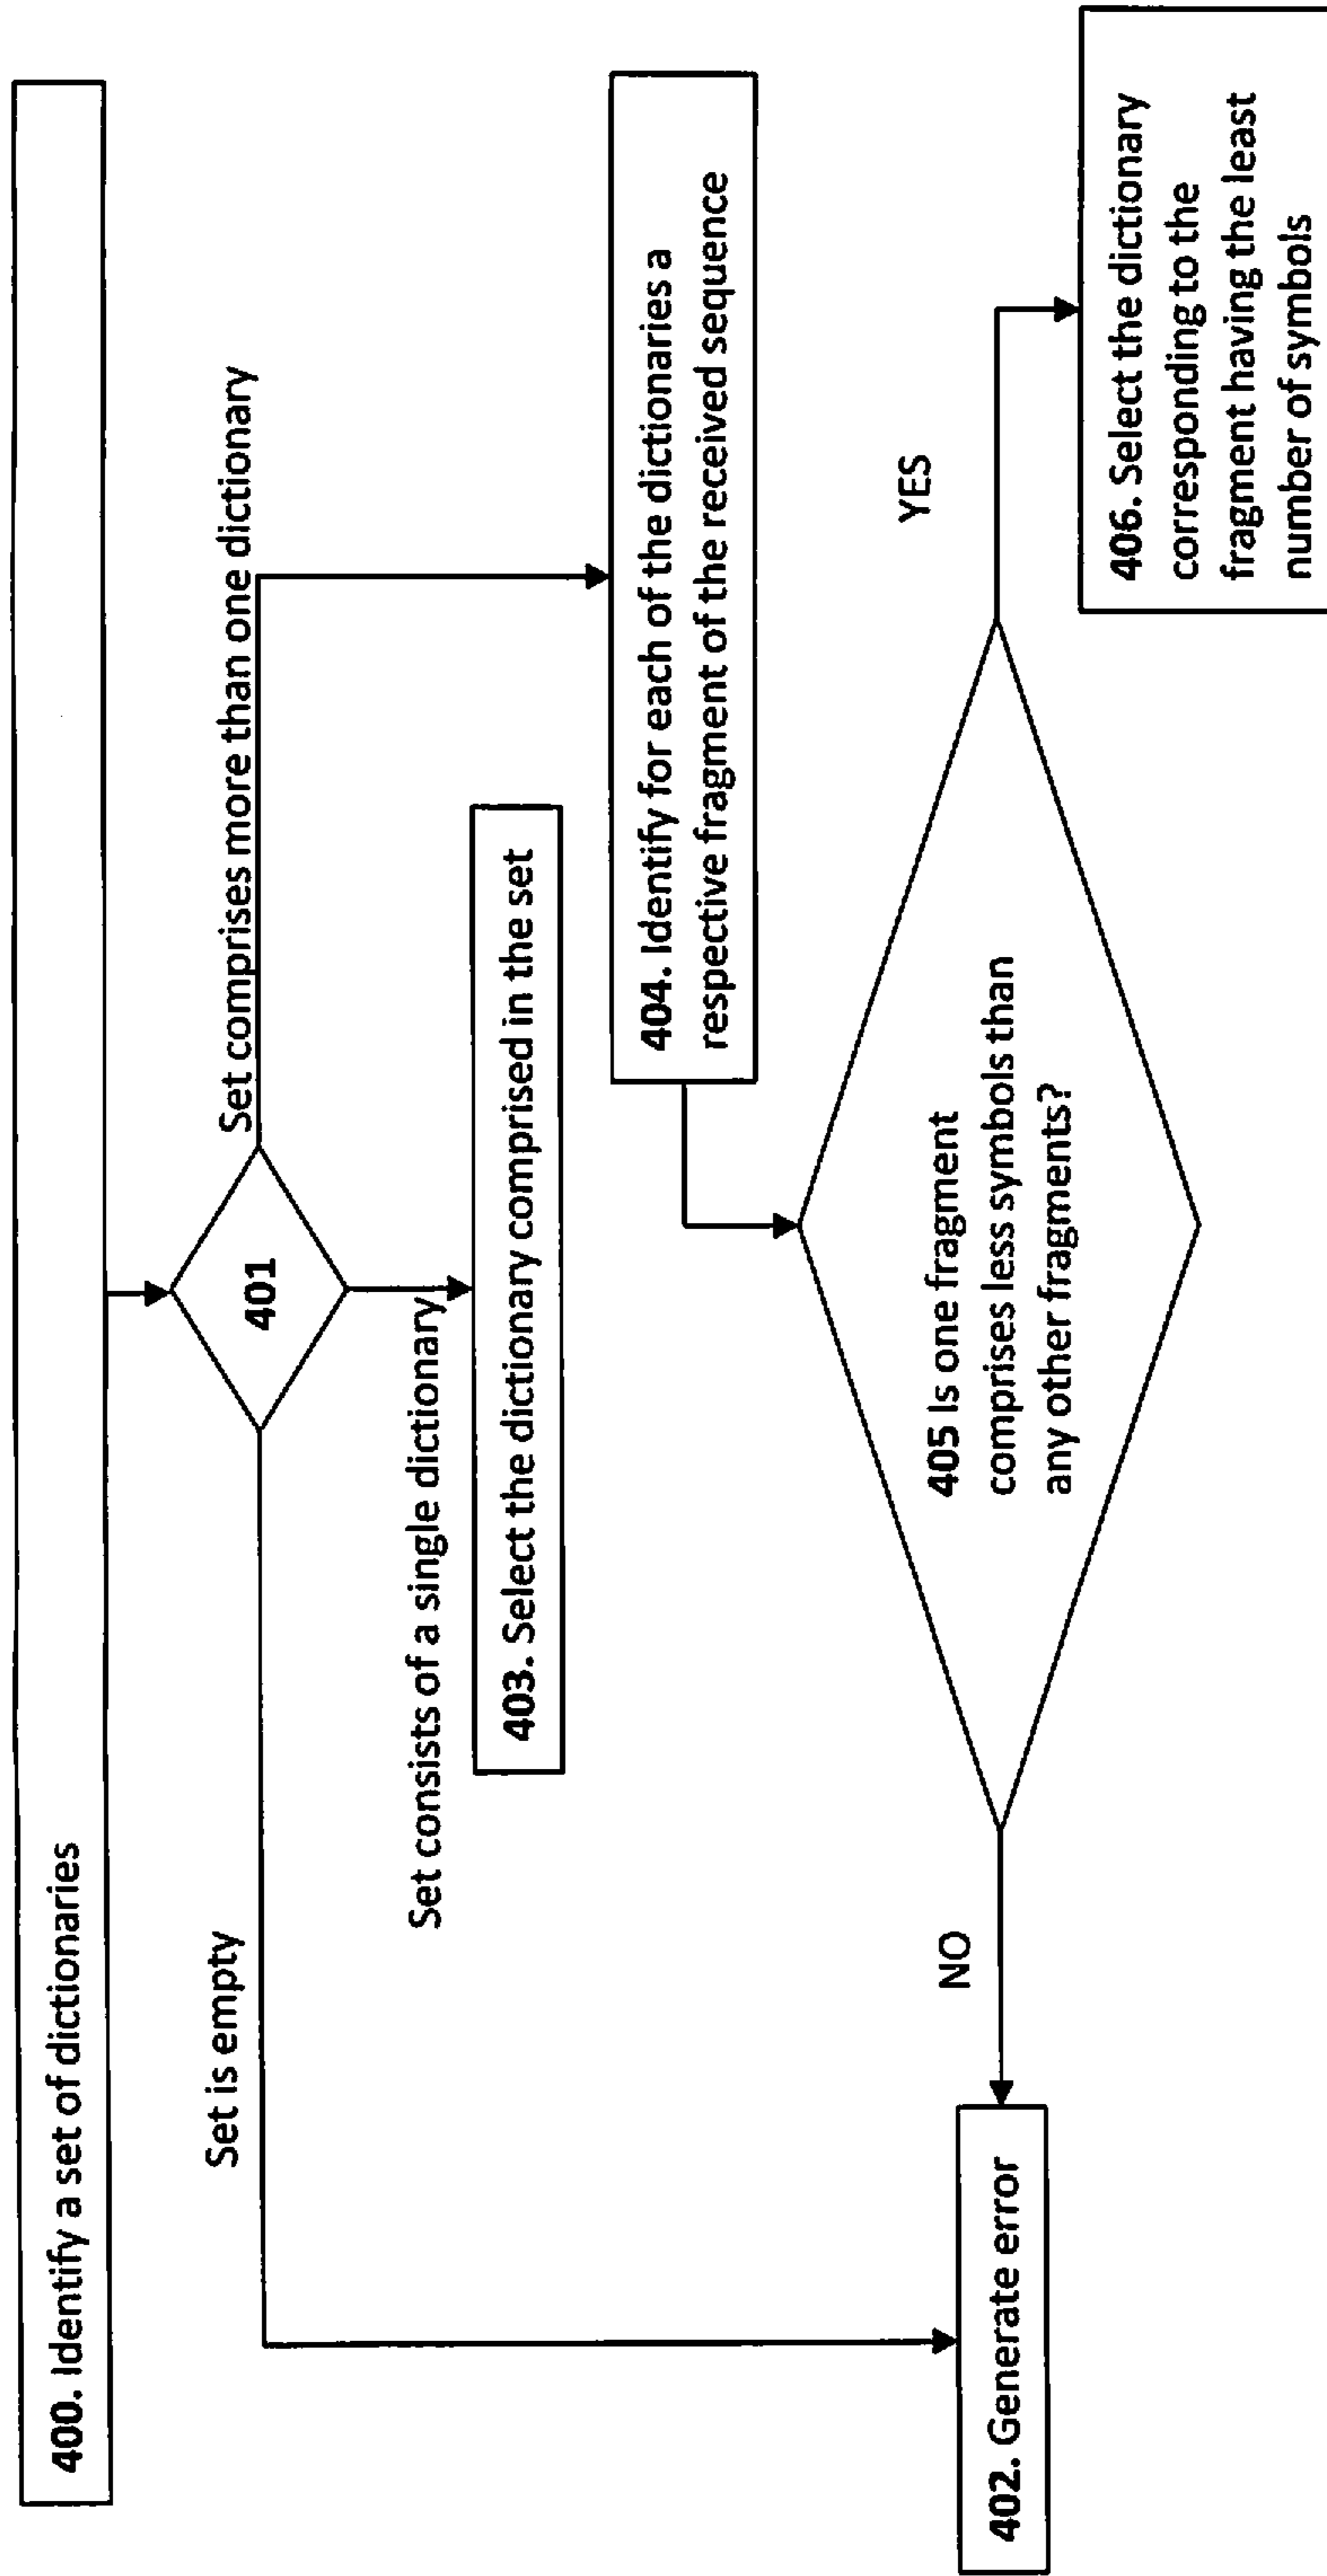 400. Identify a set of dictionaries
Set is empty
401
Set comprises more than one dictionary
Set consists of a single dictionary
403. Select the dictionary comprised in the set
404. Identify for each of the dictionaries a
respective fragment of the received sequence
405 Is one fragment
comprises less symbols than
any other fragments?
NO
YES
402. Generate error
406. Select the dictionary
corresponding to the
fragment having the least
number of symbols